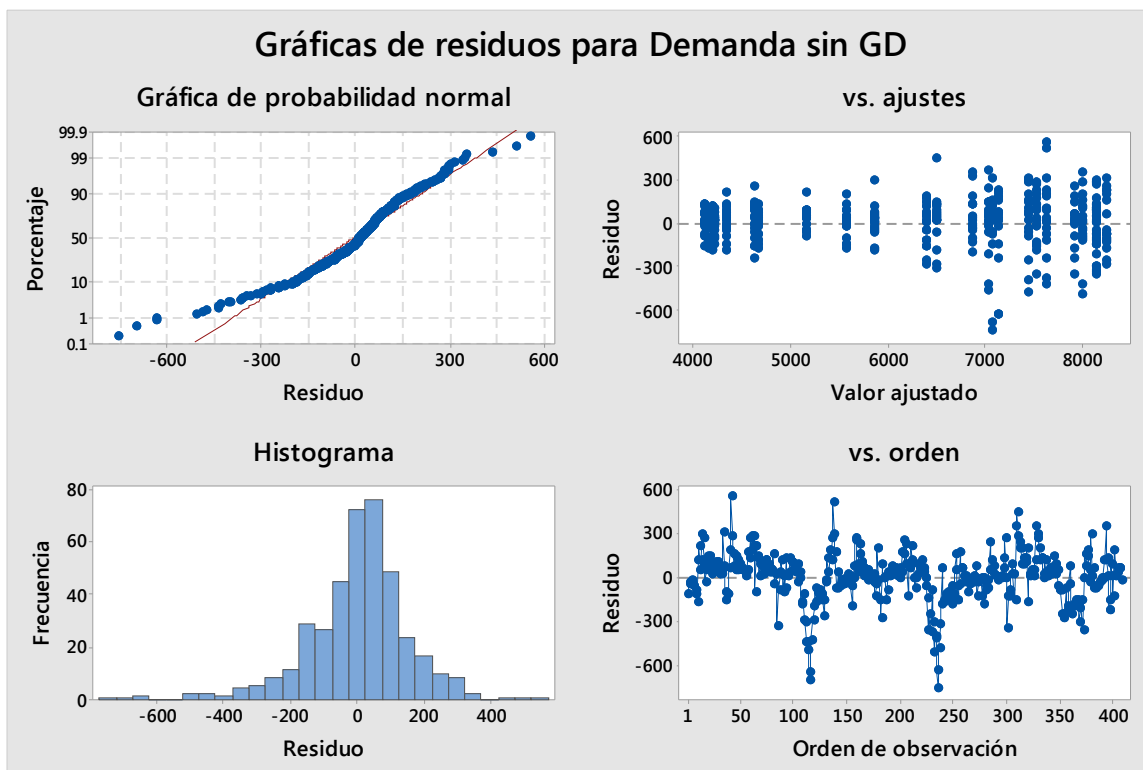 Gráficas de residuos para Demanda sin GD
Gráfica de probabilidad normal
99.9
99
90
50
10
1
0.1
Porcentaje
-600 -300 0 300 600
Residuo
vs. ajustes
600
300
0
-300
-600
Residuo
4000 5000 6000 7000 8000
Valor ajustado
Histograma
80
60
40
20
0
Frecuencia
-600 -400 -200 0 200 400
Residuo
vs. orden
600
300
0
-300
-600
Residuo
1 50 100 150 200 250 300 350 400
Orden de observación